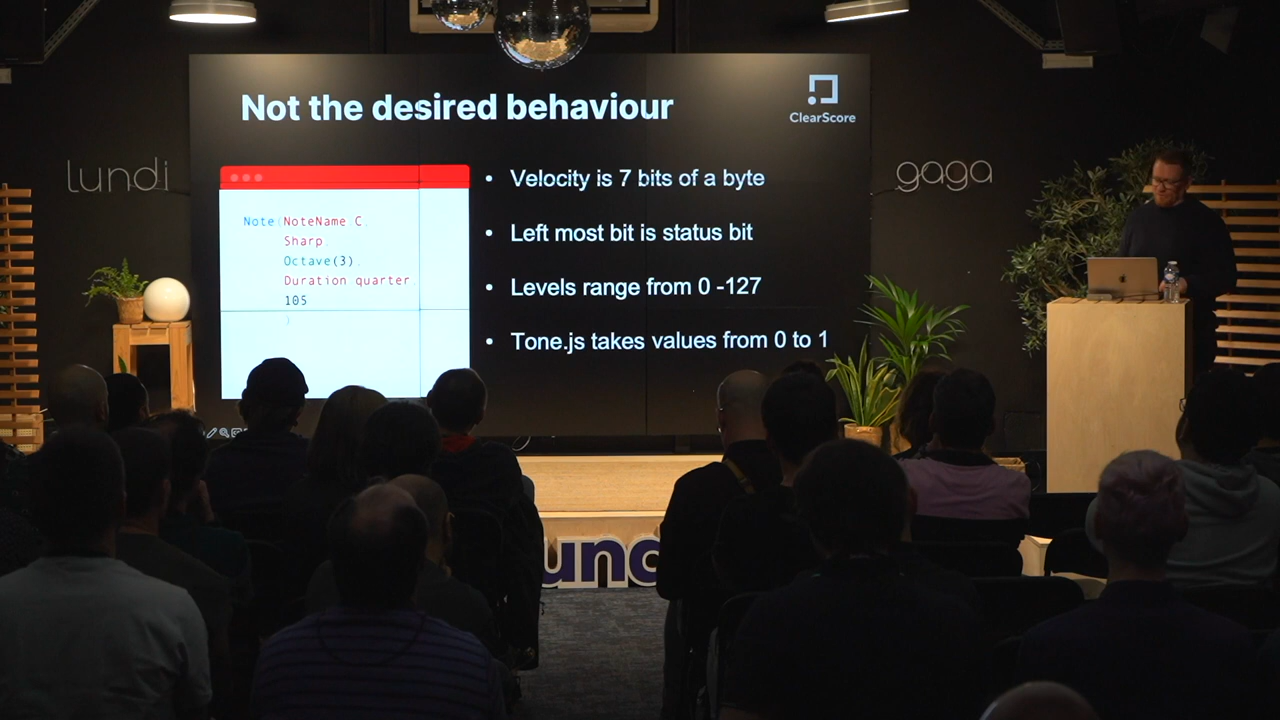 Not the desired behaviour
ClearScore
lundi
gaga
Note(NoteName C,
Sharp,
Octave(3),
Duration quarter,
105
)
• Velocity is 7 bits of a byte
• Left most bit is status bit
• Levels range from 0 -127
• Tone.js takes values from 0 to 1